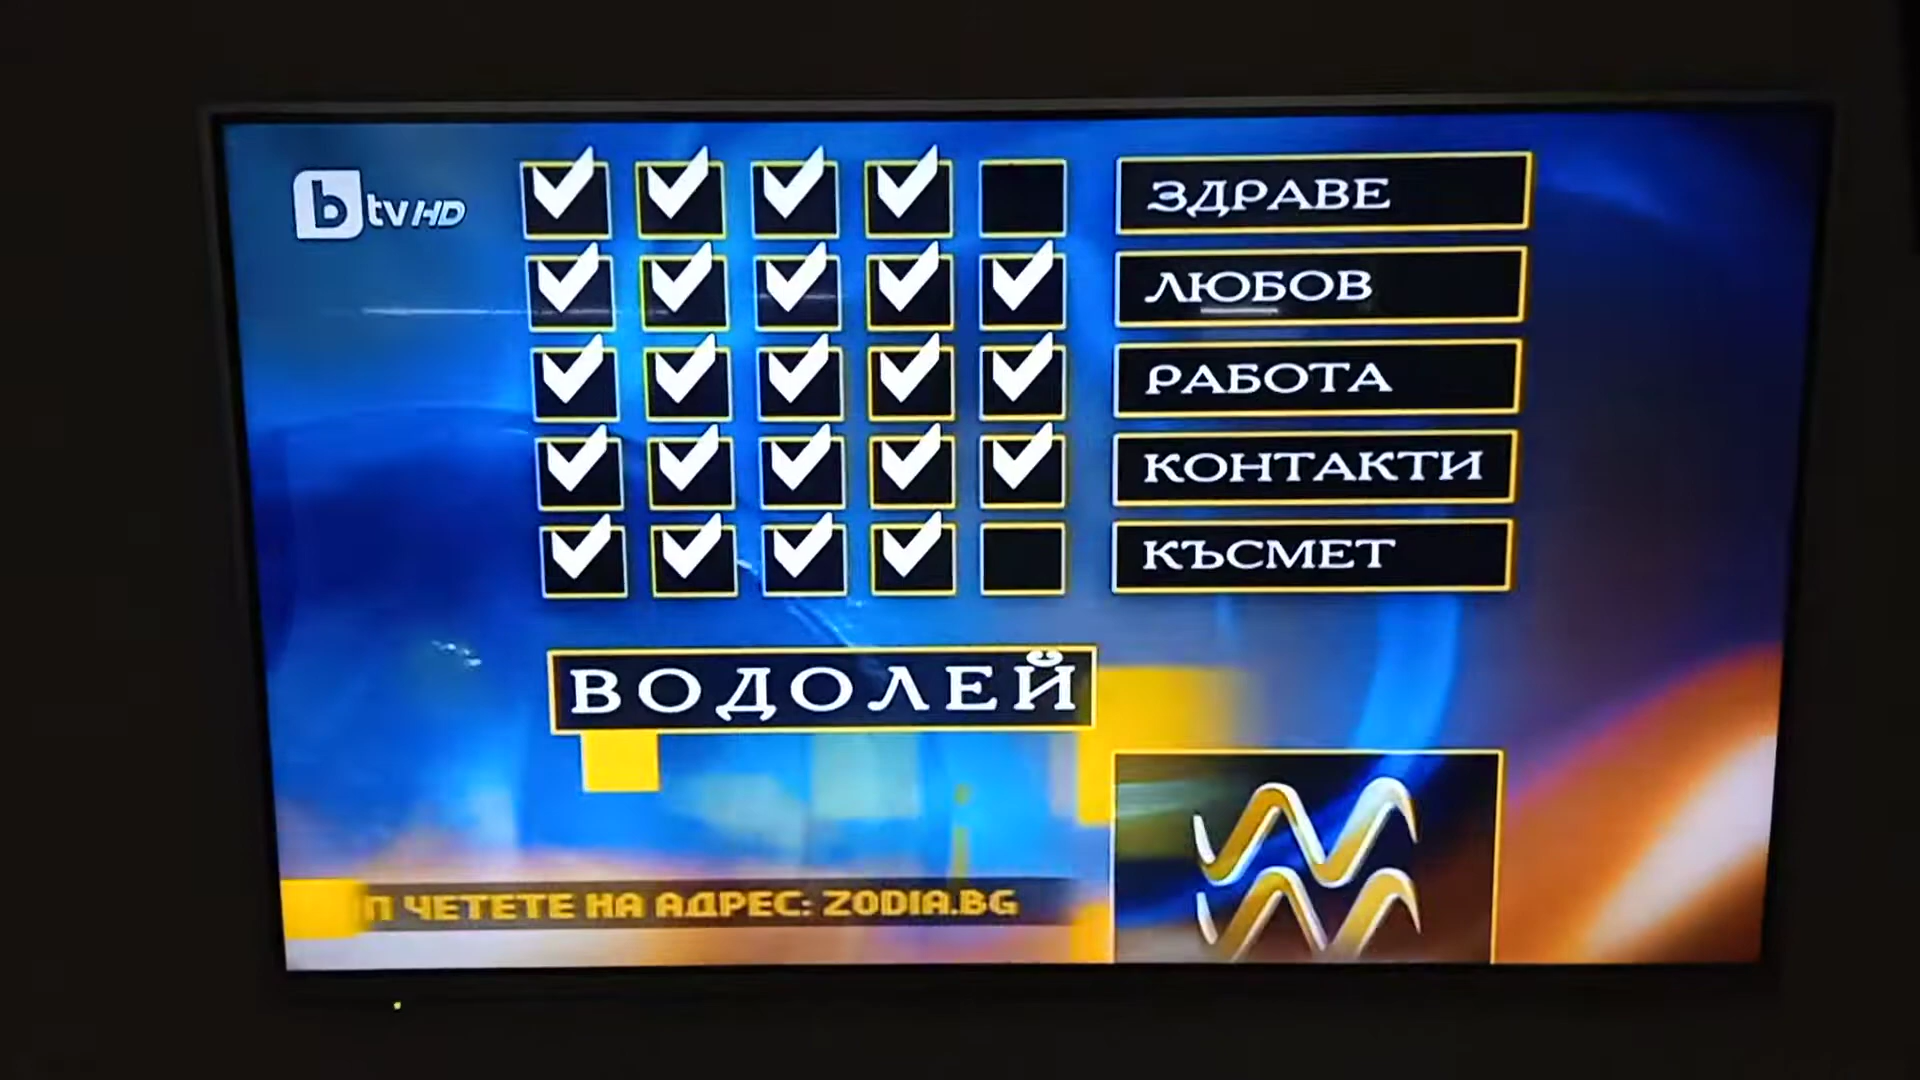 btv HD
ЗДРАВЕ
ЛЮБОВ
РАБОТА
КОНТАКТИ
КЪСМЕТ
ВОДОЛЕЙ
П ЧЕТЕТЕ НА АДРЕС: ZODIA.BG